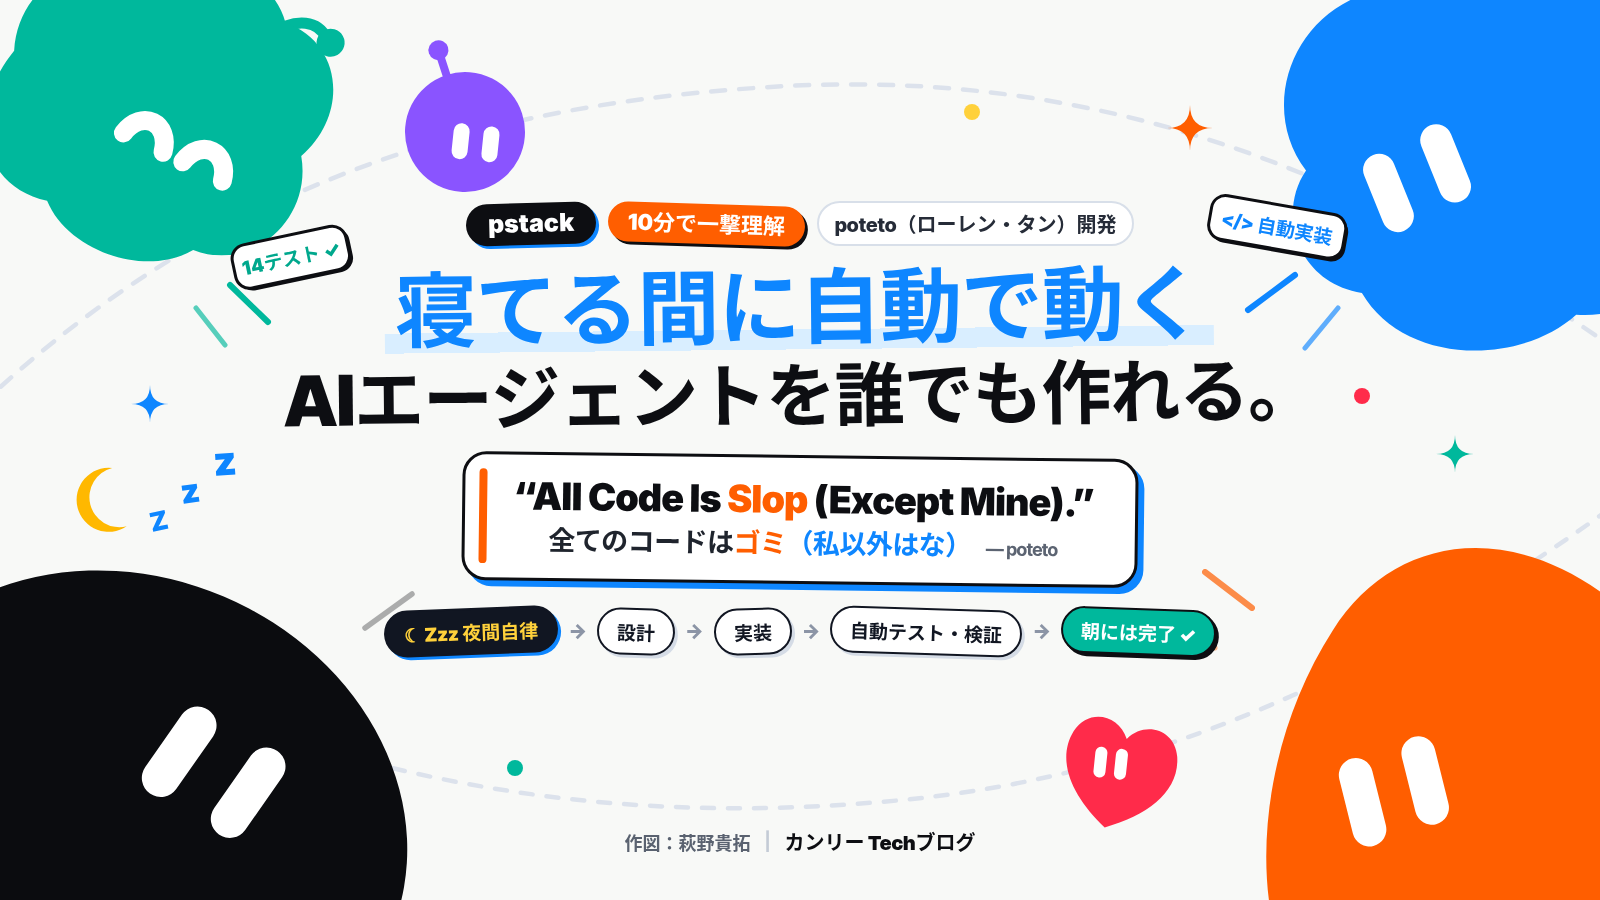 pstack 10分で一撃理解 poteto（ローレン・タン）開発
14テスト ✓
</> 自動実装
寝てる間に自動で動く
AIエージェントを誰でも作れる。
“All Code Is Slop (Except Mine).”
全てのコードはゴミ（私以外はな） — poteto
z z z
☾ Zzz 夜間自律 → 設計 → 実装 → 自動テスト・検証 → 朝には完了 ✓
作図：萩野貴拓 | カンリー Techブログ